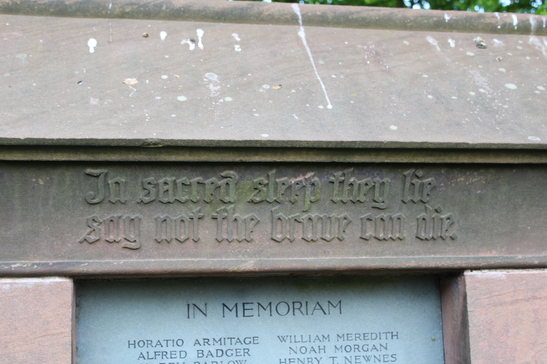 In sacred sleep they lie
say not the brave can die.
IN MEMORIAM
HORATIO ARMITAGE WILLIAM MEREDITH
ALFRED BADGER NOAH MORGAN
BARLOW HENRY T. NEWNES